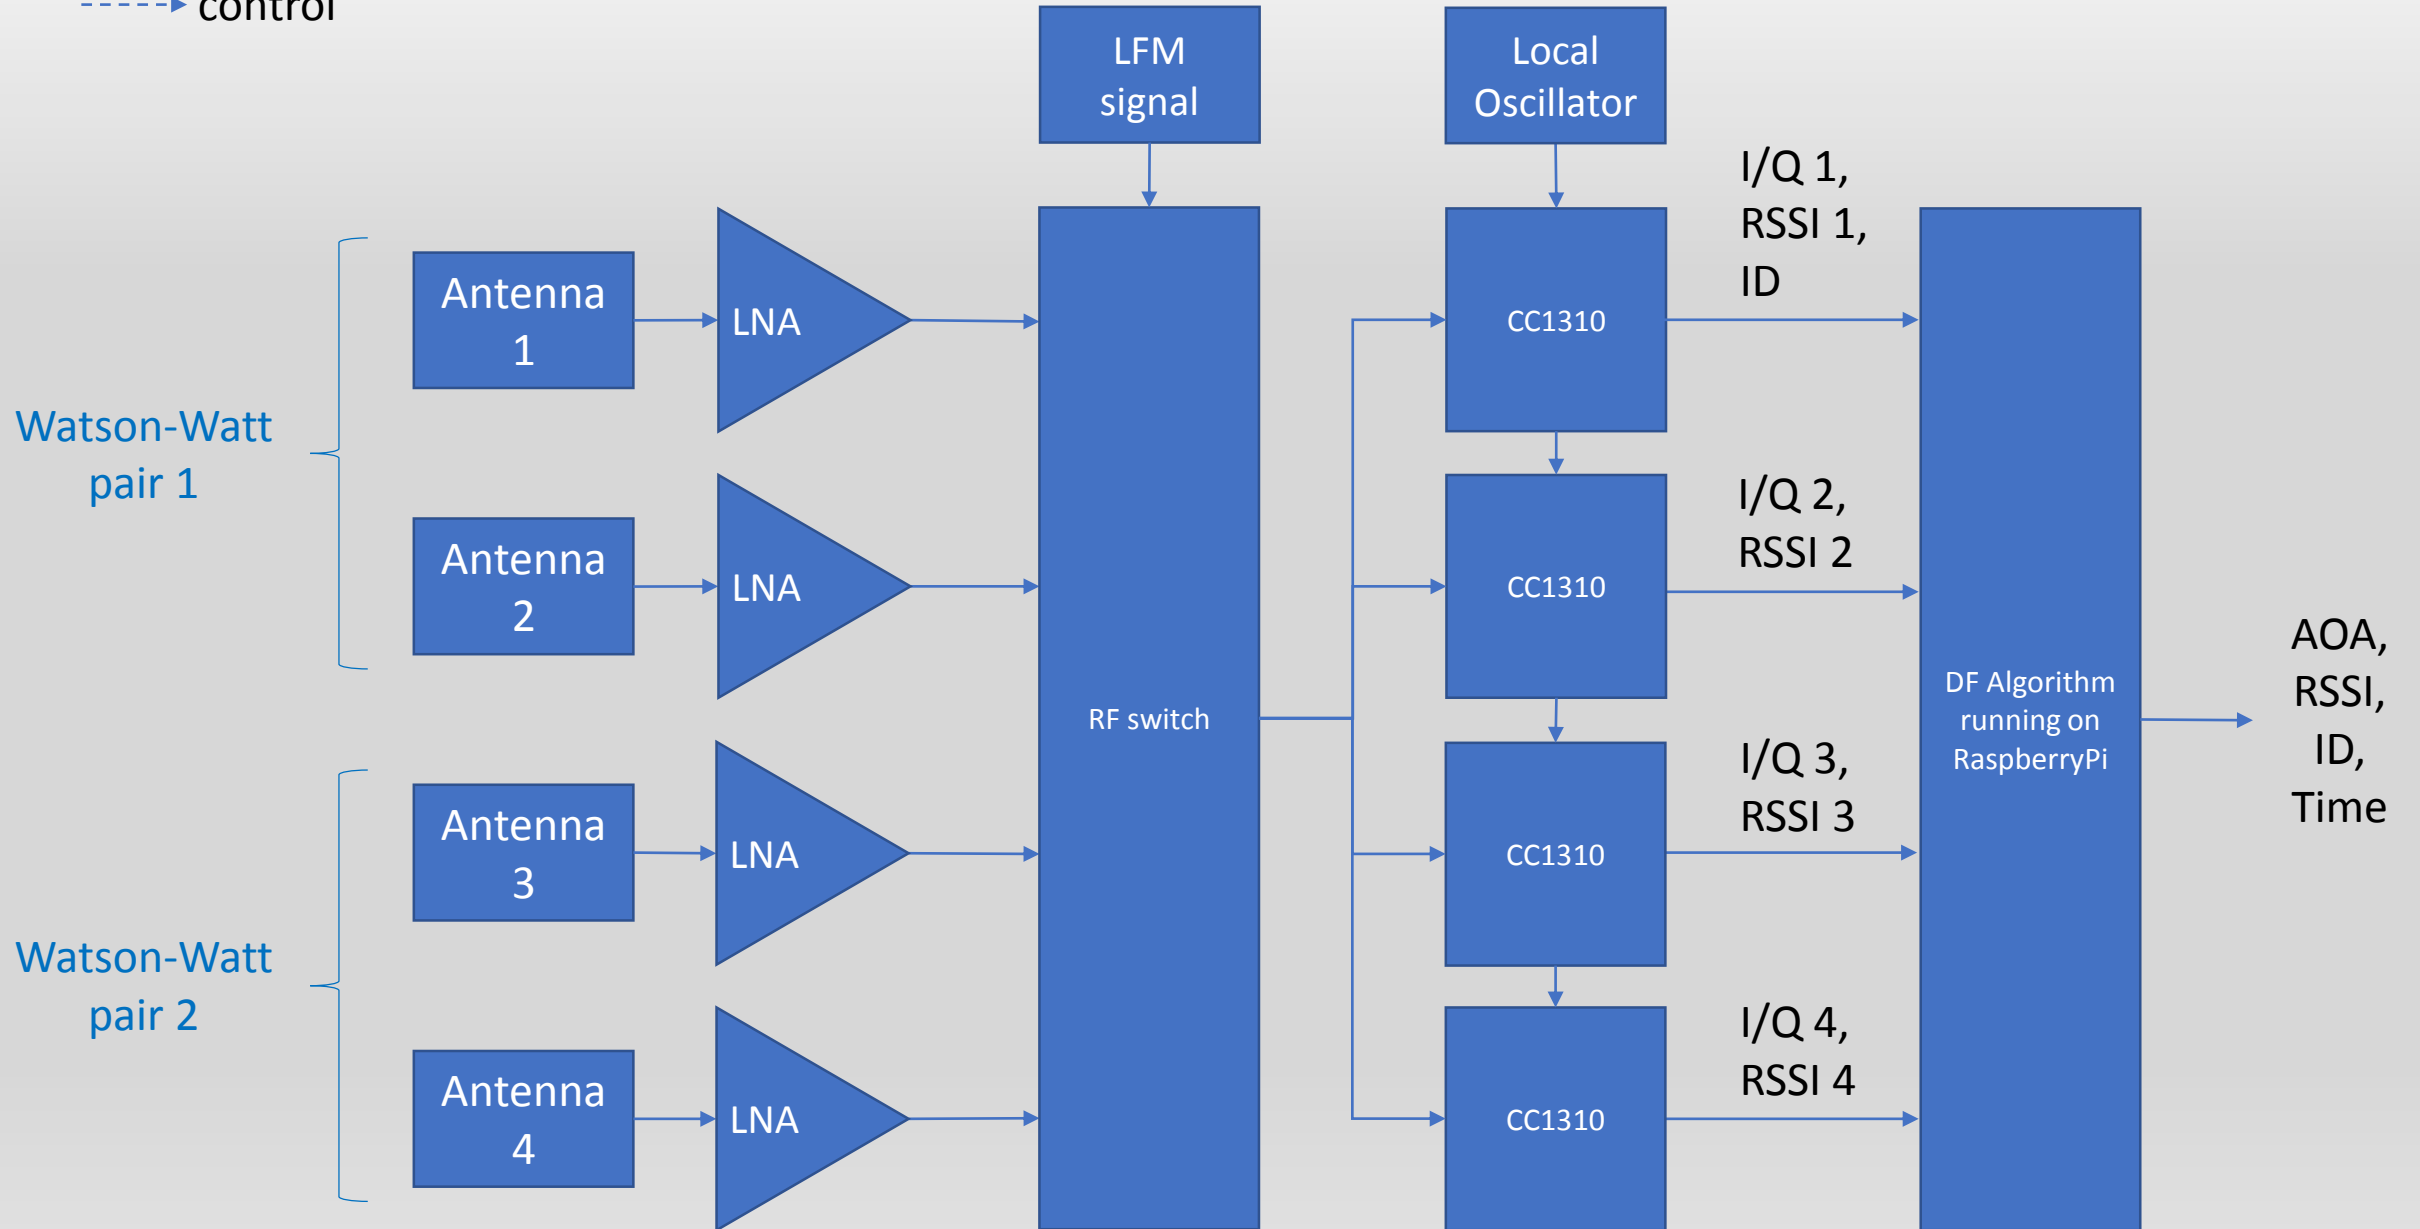 control
LFM
signal
Local
Oscillator
I/Q 1,
RSSI 1,
ID
Antenna
1
LNA
CC1310
Watson-Watt
pair 1
Antenna
2
LNA
CC1310
I/Q 2,
RSSI 2
RF switch
DF Algorithm
running on
RaspberryPi
AOA,
RSSI,
ID,
Time
Antenna
3
LNA
CC1310
I/Q 3,
RSSI 3
Watson-Watt
pair 2
Antenna
4
LNA
CC1310
I/Q 4,
RSSI 4